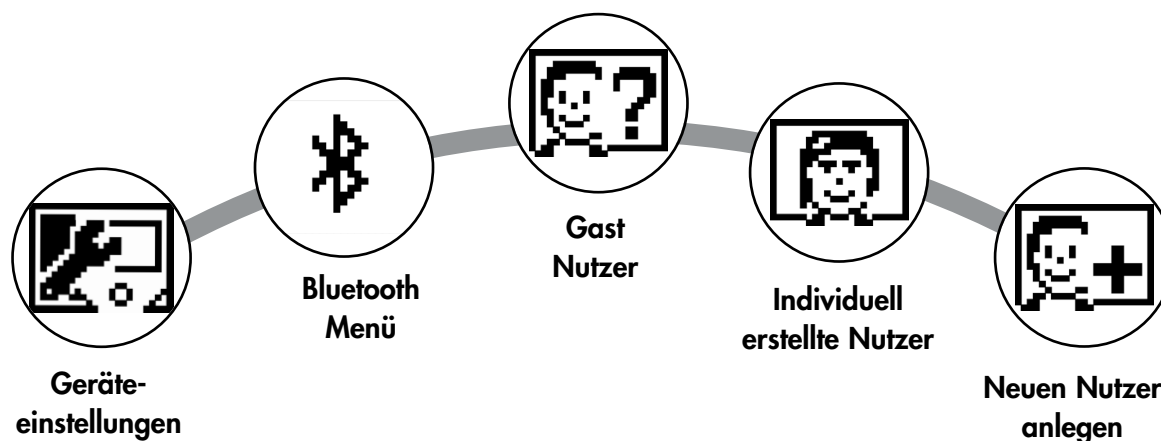 Geräte-
einstellungen
Bluetooth
Menü
Gast
Nutzer
Individuell
erstellte Nutzer
Neuen Nutzer
anlegen